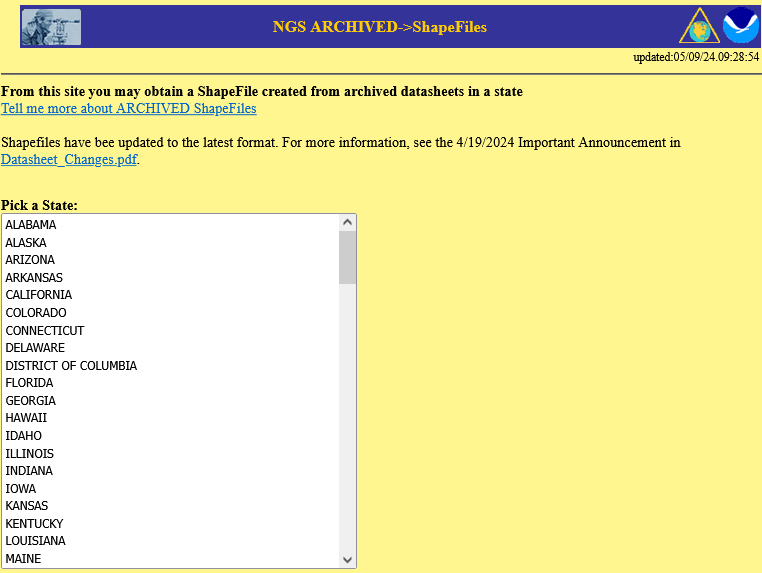 NGS ARCHIVED->ShapeFiles
updated:05/09/24.09:28:54
From this site you may obtain a ShapeFile created from archived datasheets in a state
Tell me more about ARCHIVED ShapeFiles
Shapefiles have bee updated to the latest format. For more information, see the 4/19/2024 Important Announcement in
Datasheet_Changes.pdf.
Pick a State:
ALABAMA
ALASKA
ARIZONA
ARKANSAS
CALIFORNIA
COLORADO
CONNECTICUT
DELAWARE
DISTRICT OF COLUMBIA
FLORIDA
GEORGIA
HAWAII
IDAHO
ILLINOIS
INDIANA
IOWA
KANSAS
KENTUCKY
LOUISIANA
MAINE